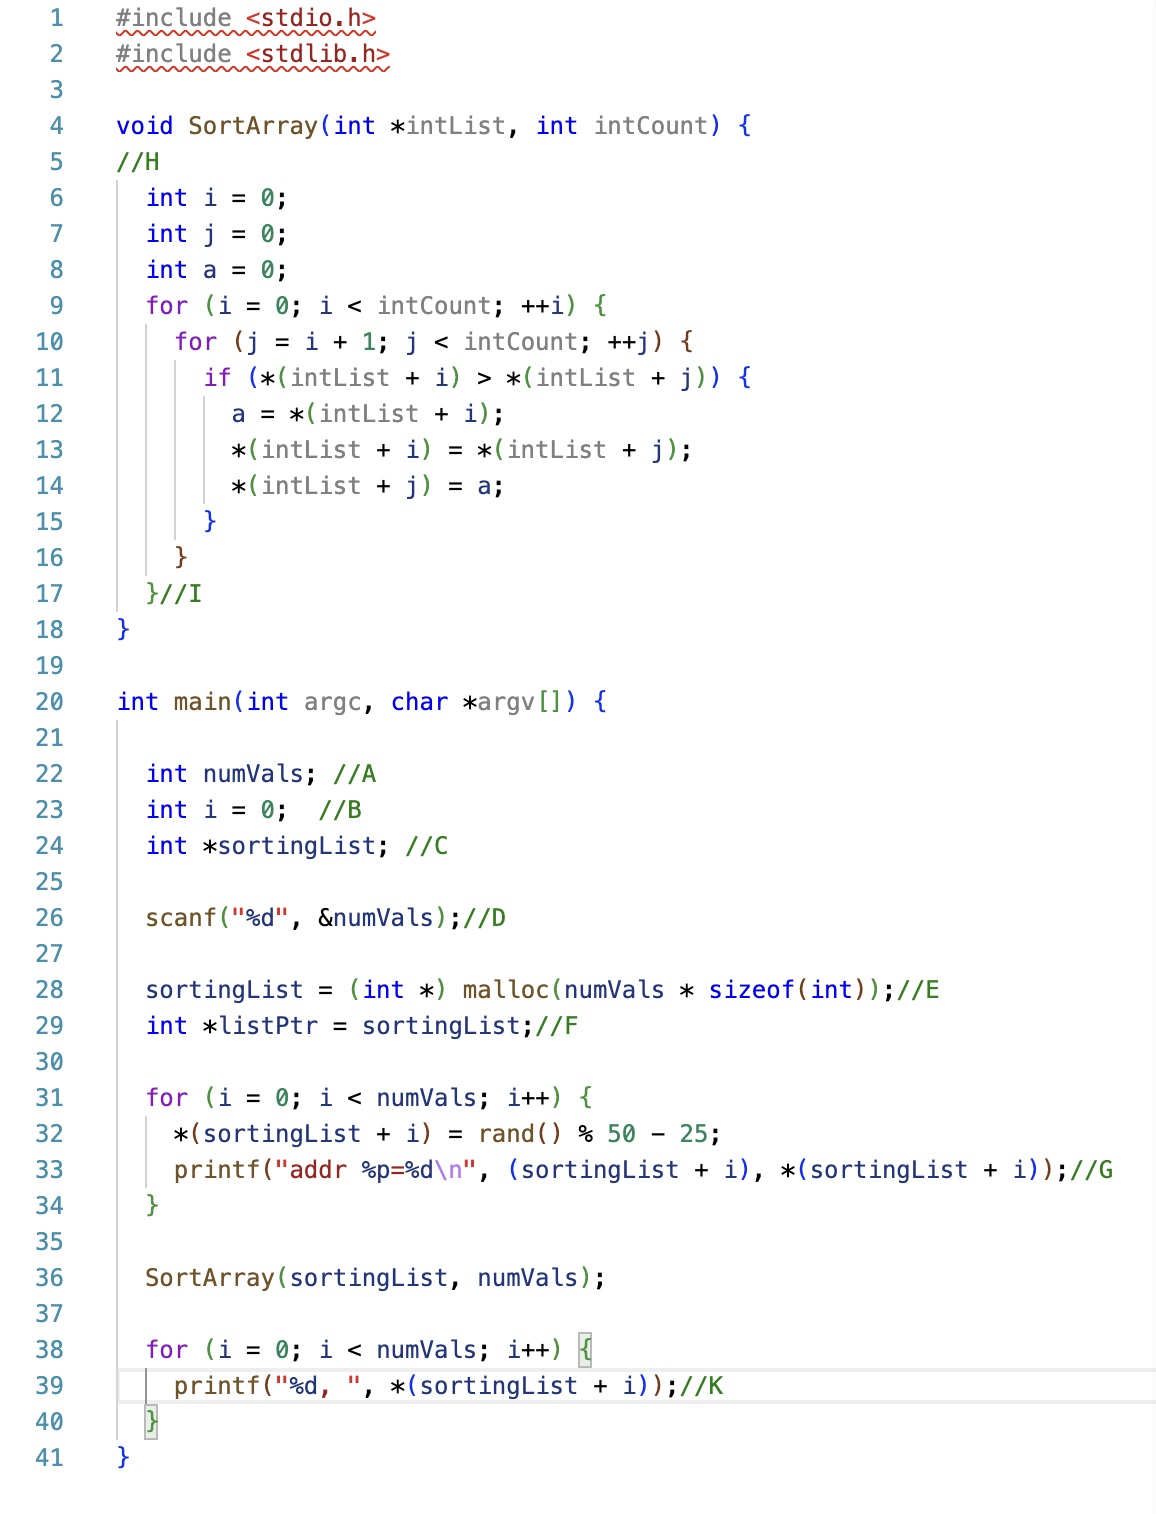 1 #include <stdio.h>
2 #include <stdlib.h>
3
4 void SortArray(int *intList, int intCount) {
5 //H
6   int i = 0;
7   int j = 0;
8   int a = 0;
9   for (i = 0; i < intCount; ++i) {
10     for (j = i + 1; j < intCount; ++j) {
11       if (*(intList + i) > *(intList + j)) {
12         a = *(intList + i);
13         *(intList + i) = *(intList + j);
14         *(intList + j) = a;
15       }
16     }
17   }//I
18 }
19
20 int main(int argc, char *argv[]) {
21
22   int numVals; //A
23   int i = 0;  //B
24   int *sortingList; //C
25
26   scanf("%d", &numVals);//D
27
28   sortingList = (int *) malloc(numVals * sizeof(int));//E
29   int *listPtr = sortingList;//F
30
31   for (i = 0; i < numVals; i++) {
32     *(sortingList + i) = rand() % 50 - 25;
33     printf("addr %p=%d\n", (sortingList + i), *(sortingList + i));//G
34   }
35
36   SortArray(sortingList, numVals);
37
38   for (i = 0; i < numVals; i++) {
39     printf("%d, ", *(sortingList + i));//K
40   }
41 }